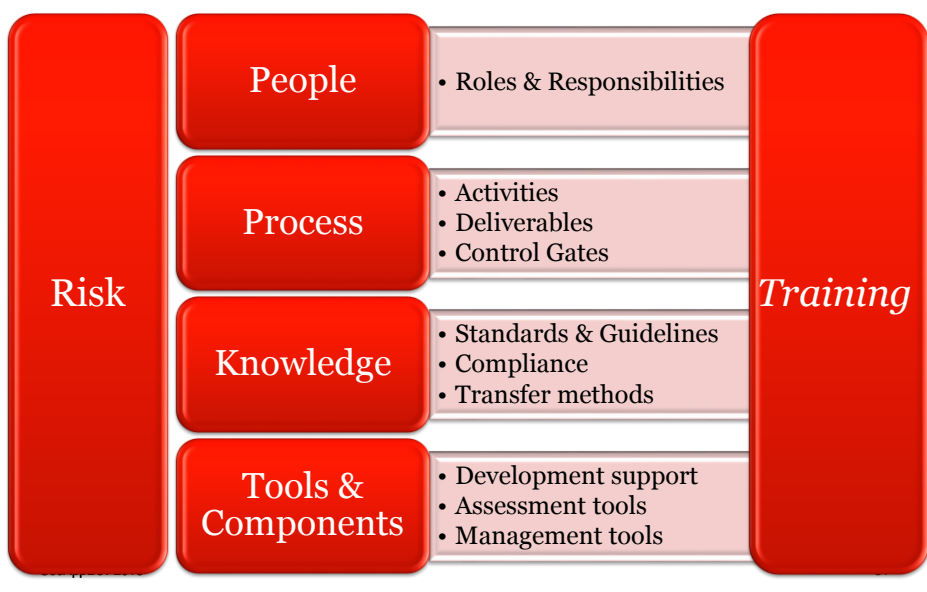 Risk
People
• Roles & Responsibilities
Process
• Activities
• Deliverables
• Control Gates
Knowledge
• Standards & Guidelines
• Compliance
• Transfer methods
Tools &
Components
• Development support
• Assessment tools
• Management tools
Training